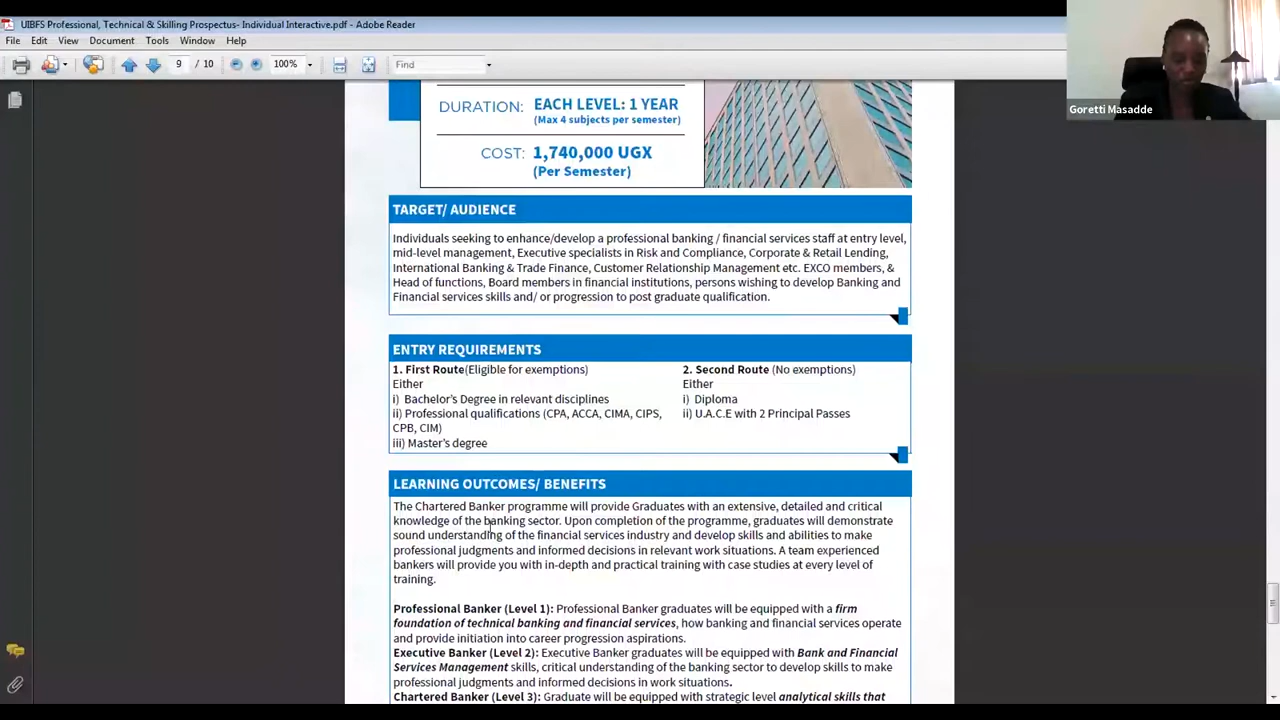 UIBFS Professional, Technical & Skilling Prospectus- Individual Interactive.pdf - Adobe Reader
File Edit View Document Tools Window Help
9 / 10 100% Find
Goretti Masadde
DURATION: EACH LEVEL: 1 YEAR
(Max 4 subjects per semester)
COST: 1,740,000 UGX
(Per Semester)
TARGET/ AUDIENCE
Individuals seeking to enhance/develop a professional banking / financial services staff at entry level,
mid-level management, Executive specialists in Risk and Compliance, Corporate & Retail Lending,
International Banking & Trade Finance, Customer Relationship Management etc. EXCO members, &
Head of functions, Board members in financial institutions, persons wishing to develop Banking and
Financial services skills and/ or progression to post graduate qualification.
ENTRY REQUIREMENTS
1. First Route(Eligible for exemptions)
Either
i) Bachelor's Degree in relevant disciplines
ii) Professional qualifications (CPA, ACCA, CIMA, CIPS,
CPB, CIM)
iii) Master's degree
2. Second Route (No exemptions)
Either
i) Diploma
ii) U.A.C.E with 2 Principal Passes
LEARNING OUTCOMES/ BENEFITS
The Chartered Banker programme will provide Graduates with an extensive, detailed and critical
knowledge of the banking sector. Upon completion of the programme, graduates will demonstrate
sound understanding of the financial services industry and develop skills and abilities to make
professional judgments and informed decisions in relevant work situations. A team experienced
bankers will provide you with in-depth and practical training with case studies at every level of
training.
Professional Banker (Level 1): Professional Banker graduates will be equipped with a firm
foundation of technical banking and financial services, how banking and financial services operate
and provide initiation into career progression aspirations.
Executive Banker (Level 2): Executive Banker graduates will be equipped with Bank and Financial
Services Management skills, critical understanding of the banking sector to develop skills to make
professional judgments and informed decisions in work situations.
Chartered Banker (Level 3): Graduate will be equipped with strategic level analytical skills that